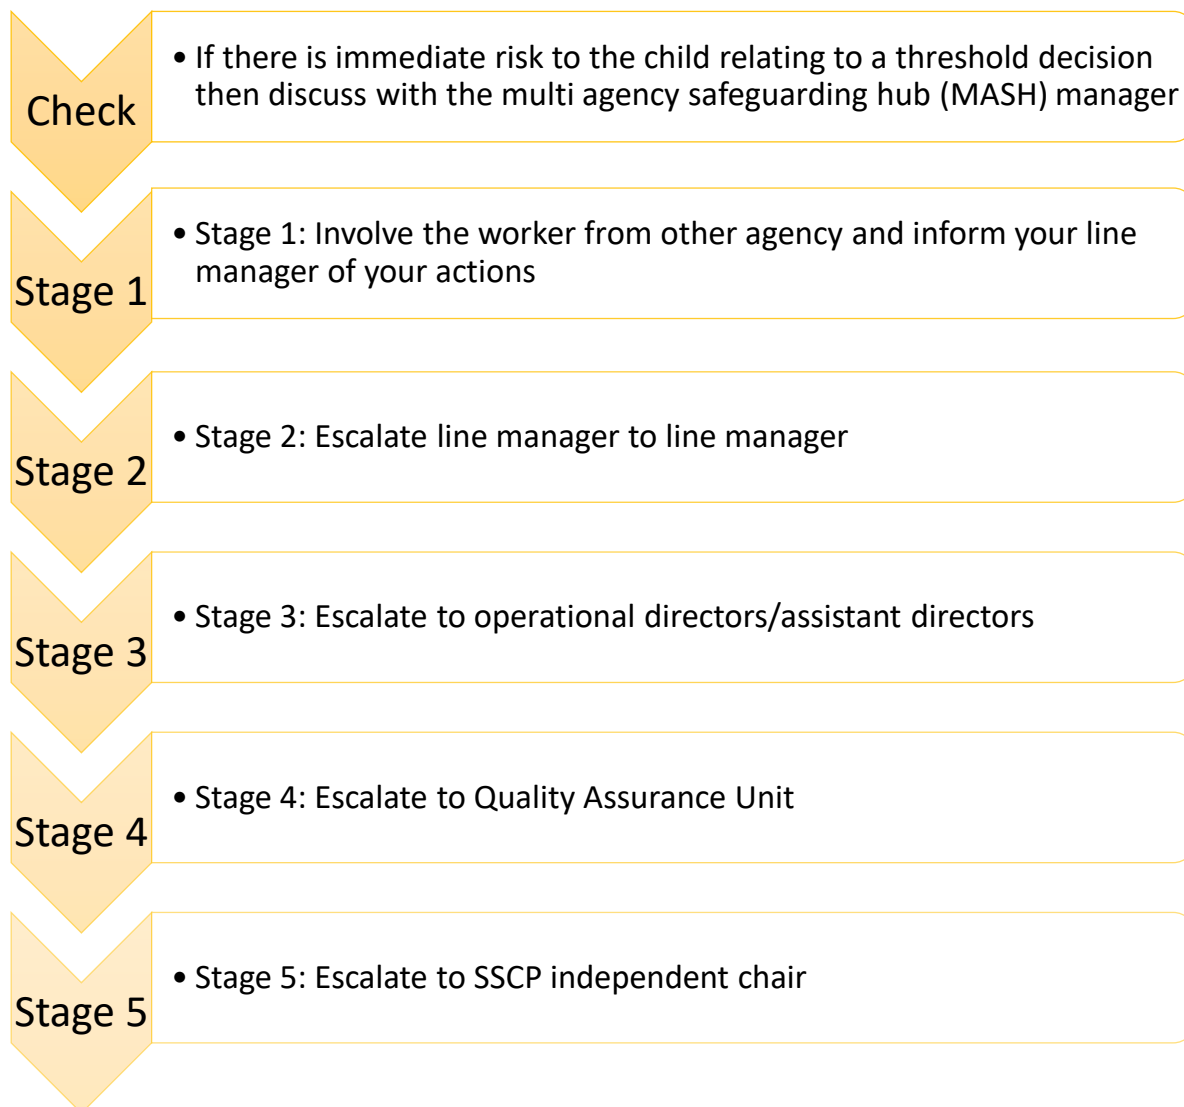 Check
• If there is immediate risk to the child relating to a threshold decision
then discuss with the multi agency safeguarding hub (MASH) manager
Stage 1
• Stage 1: Involve the worker from other agency and inform your line
manager of your actions
Stage 2
• Stage 2: Escalate line manager to line manager
Stage 3
• Stage 3: Escalate to operational directors/assistant directors
Stage 4
• Stage 4: Escalate to Quality Assurance Unit
Stage 5
• Stage 5: Escalate to SSCP independent chair